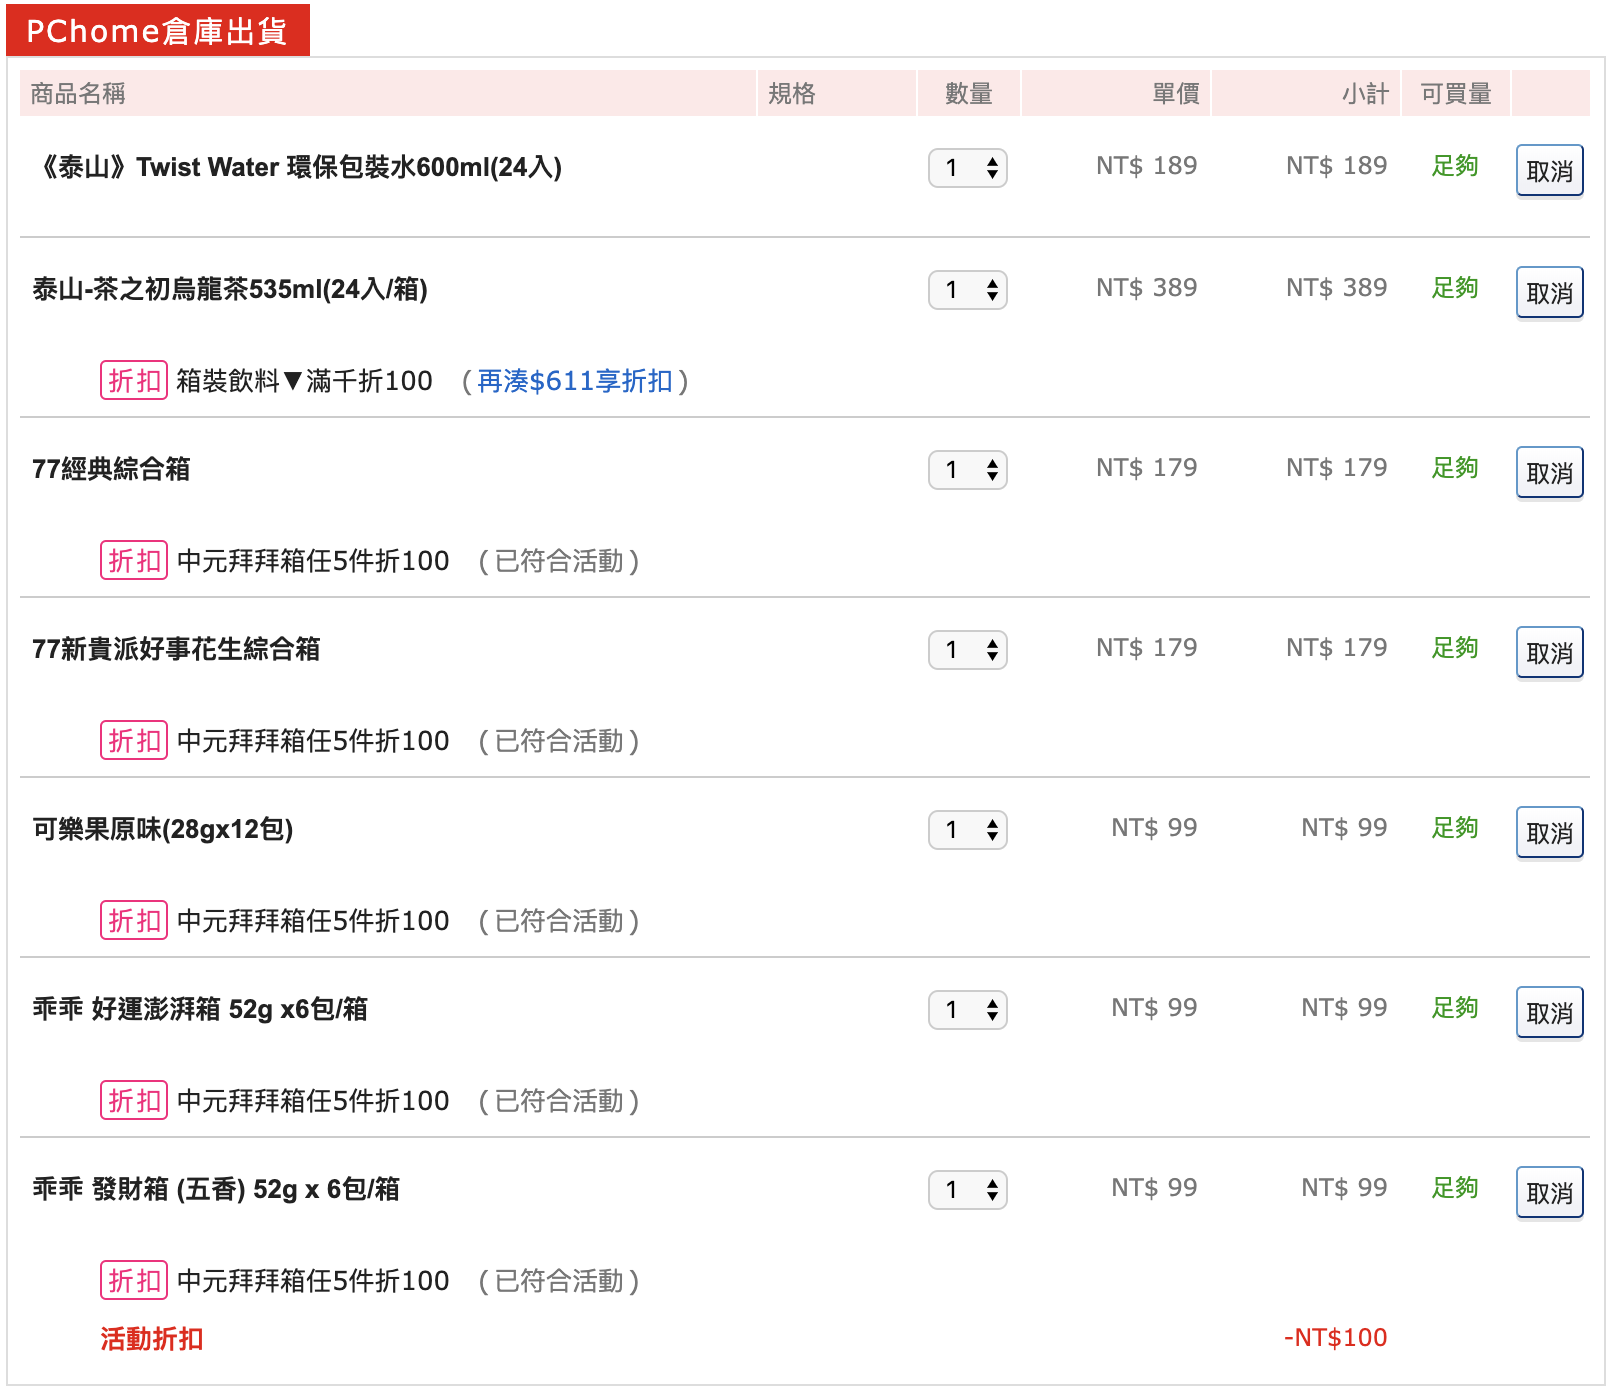 PChome倉庫出貨
商品名稱 規格 數量 單價 小計 可買量
《泰山》Twist Water 環保包裝水600ml(24入) 1 NT$ 189 NT$ 189 足夠 取消
泰山-茶之初烏龍茶535ml(24入/箱) 1 NT$ 389 NT$ 389 足夠 取消
折扣 箱裝飲料▼滿千折100 (再湊$611享折扣)
77經典綜合箱 1 NT$ 179 NT$ 179 足夠 取消
折扣 中元拜拜箱任5件折100 (已符合活動)
77新貴派好事花生綜合箱 1 NT$ 179 NT$ 179 足夠 取消
折扣 中元拜拜箱任5件折100 (已符合活動)
可樂果原味(28gx12包) 1 NT$ 99 NT$ 99 足夠 取消
折扣 中元拜拜箱任5件折100 (已符合活動)
乖乖 好運澎湃箱 52g x6包/箱 1 NT$ 99 NT$ 99 足夠 取消
折扣 中元拜拜箱任5件折100 (已符合活動)
乖乖 發財箱 (五香) 52g x 6包/箱 1 NT$ 99 NT$ 99 足夠 取消
折扣 中元拜拜箱任5件折100 (已符合活動)
活動折扣 -NT$100